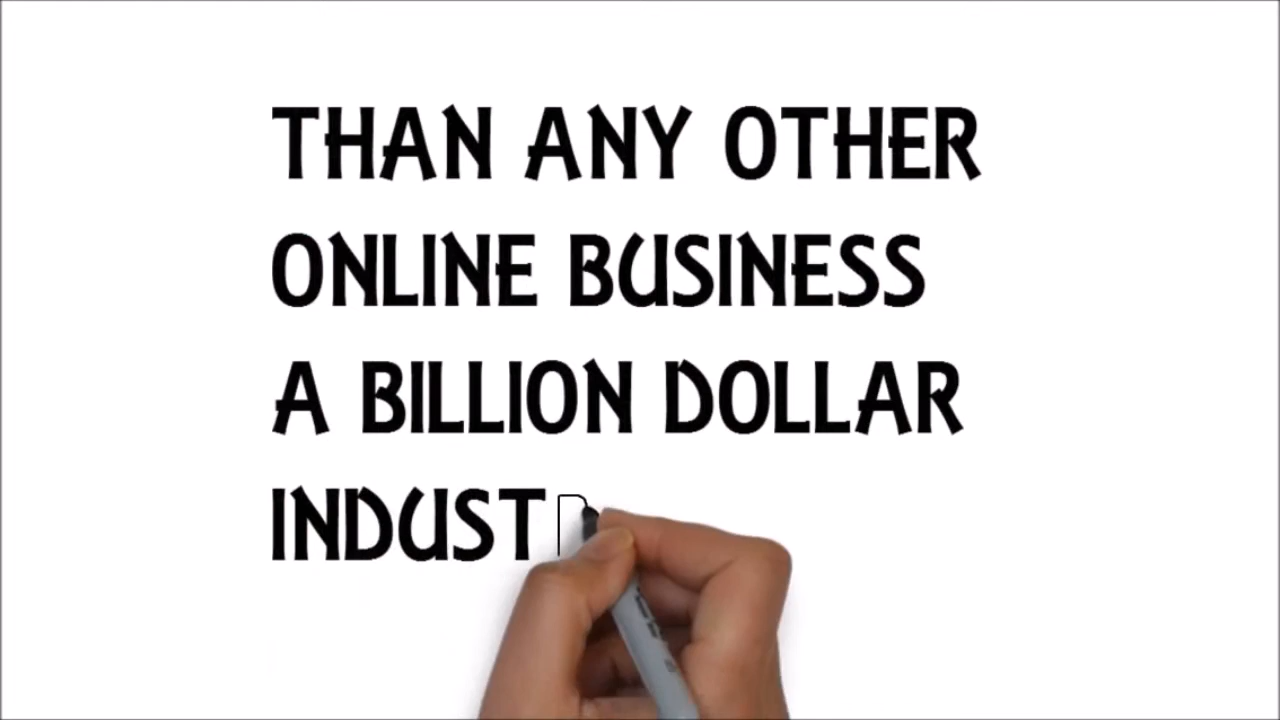 THAN ANY OTHER
ONLINE BUSINESS
A BILLION DOLLAR
INDUST